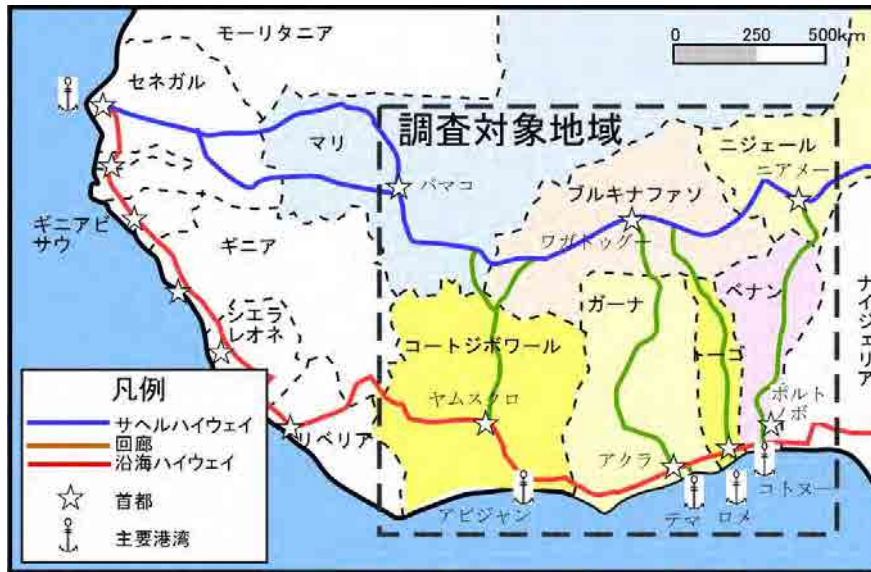 モーリタニア
0 250 500km
セネガル
調査対象地域
マリ
ニジェール
ニアメー
バマコ
ブルキナファソ
ワガドゥグー
ギニアビ
サウ
ギニア
ガーナ
ベナン
ナイジェリア
シエラ
レオネ
コートジボワール
トーゴ
凡例
ヤムスクロ
ポルト
ノボ
サヘルハイウェイ
リベリア
回廊
沿海ハイウェイ
アクラ
首都
コトヌー
アビジャン
テマ
ロメ
主要港湾